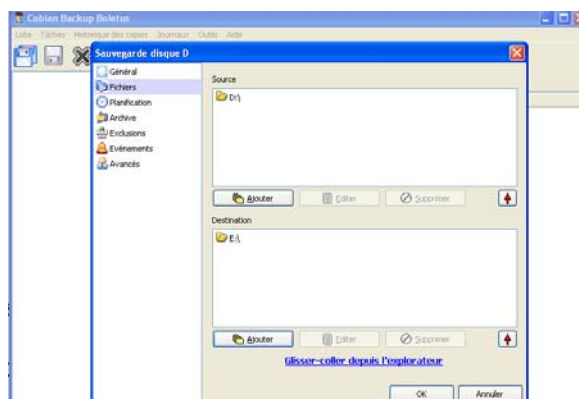 Cobian Backup Boletus
Liste Tâches Historique des copies Journaux Outils Aide
Sauvegarde disque D
Général
Fichiers
Planification
Archive
Exclusions
Evénements
Avancés
Source
D:\
Ajouter Editer Supprimer
Destination
E:\
Ajouter Editer Supprimer
Glisser-coller depuis l'explorateur
OK Annuler